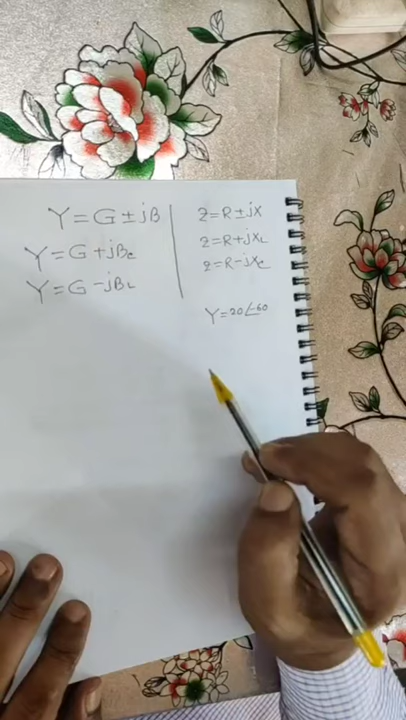 Y = G ± jB
Y = G + jBc
Y = G - jBL
Z = R ± jX
Z = R + jXL
Z = R - jXc
Y = 20∠-60